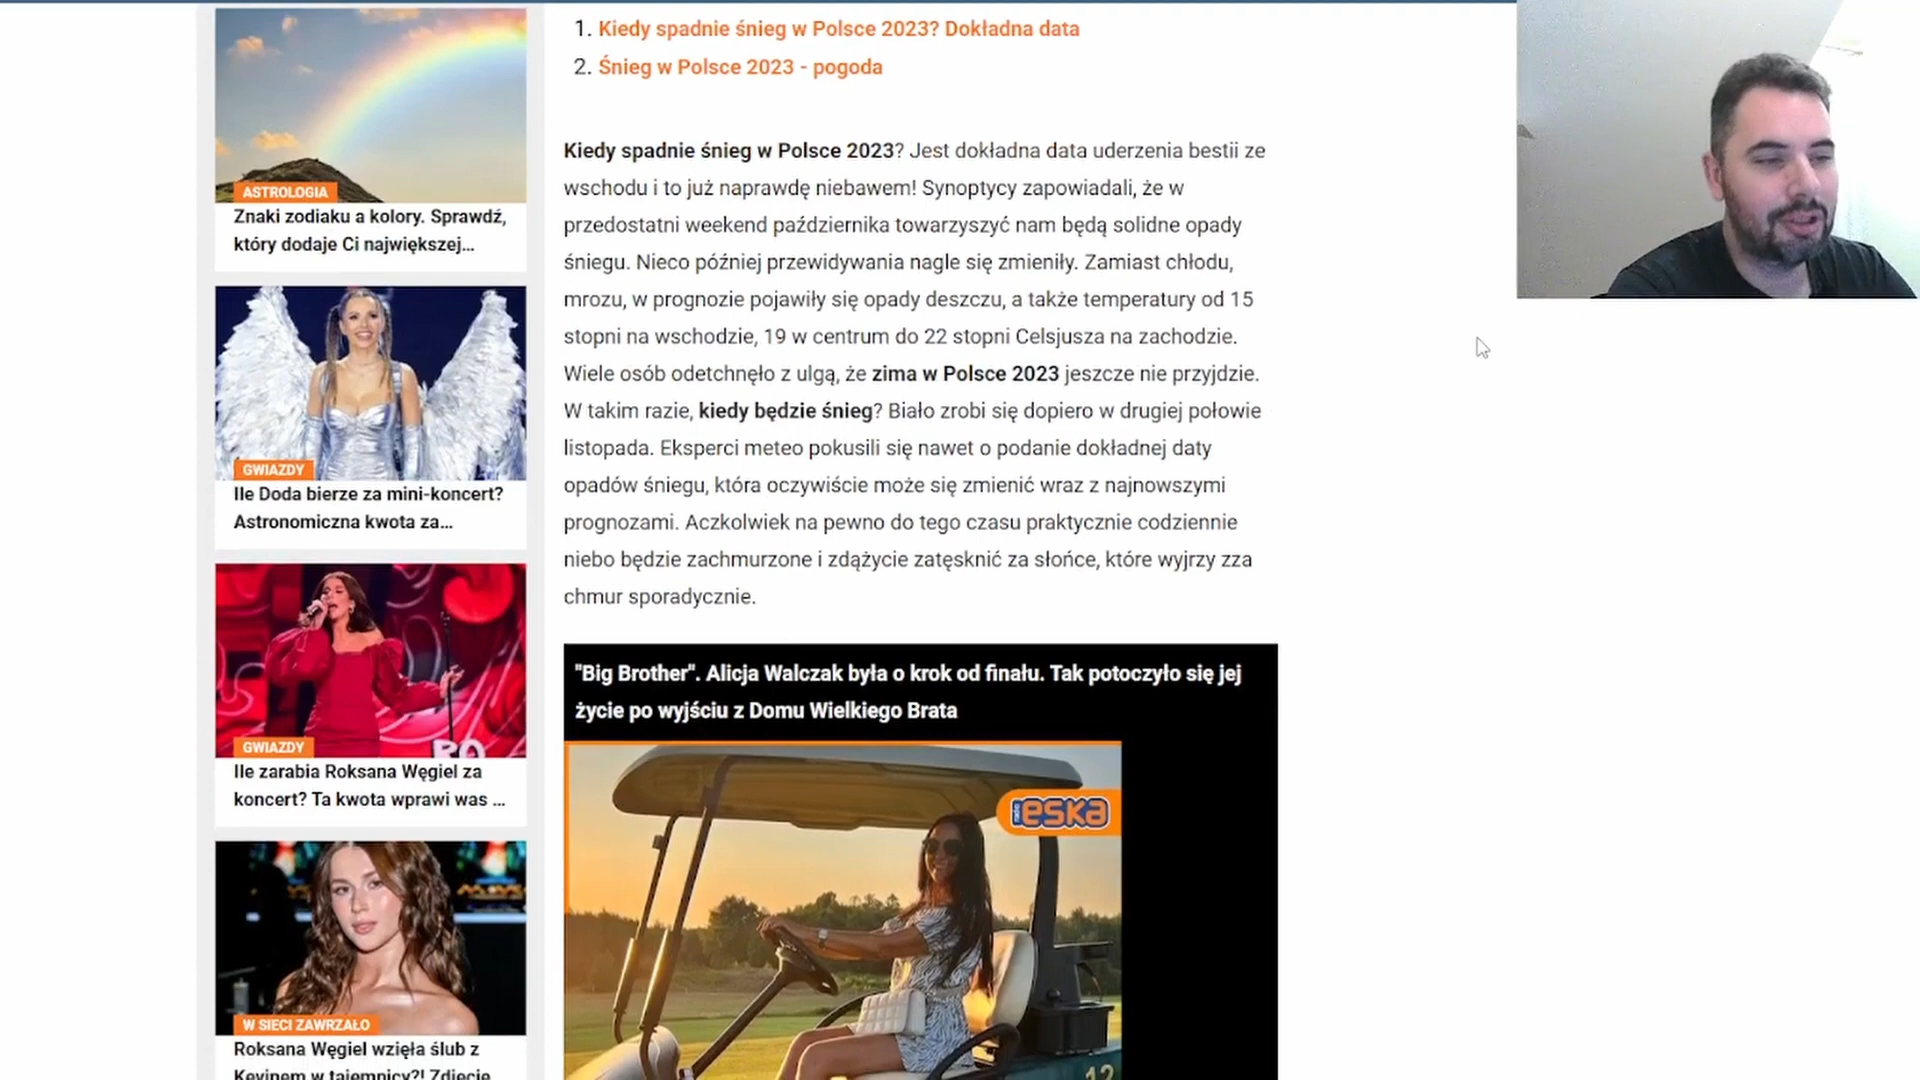 ASTROLOGIA
Znaki zodiaku a kolory. Sprawdź,
który dodaje Ci największej...
GWIAZDY
Ile Doda bierze za mini-koncert?
Astronomiczna kwota za...
GWIAZDY
Ile zarabia Roksana Węgiel za
koncert? Ta kwota wprawi was ...
W SIECI ZAWRZAŁO
Roksana Węgiel wzięła ślub z
Kevinem w tajemnicy?! Zdjęcie
1. Kiedy spadnie śnieg w Polsce 2023? Dokładna data
2. Śnieg w Polsce 2023 - pogoda
Kiedy spadnie śnieg w Polsce 2023? Jest dokładna data uderzenia bestii ze
wschodu i to już naprawdę niebawem! Synoptycy zapowiadali, że w
przedostatni weekend października towarzyszyć nam będą solidne opady
śniegu. Nieco później przewidywania nagle się zmieniły. Zamiast chłodu,
mrozu, w prognozie pojawiły się opady deszczu, a także temperatury od 15
stopni na wschodzie, 19 w centrum do 22 stopni Celsjusza na zachodzie.
Wiele osób odetchnęło z ulgą, że zima w Polsce 2023 jeszcze nie przyjdzie.
W takim razie, kiedy będzie śnieg? Biało zrobi się dopiero w drugiej połowie
listopada. Eksperci meteo pokusili się nawet o podanie dokładnej daty
opadów śniegu, która oczywiście może się zmienić wraz z najnowszymi
prognozami. Aczkolwiek na pewno do tego czasu praktycznie codziennie
niebo będzie zachmurzone i zdążycie zatęsknić za słońce, które wyjrzy zza
chmur sporadycznie.
"Big Brother". Alicja Walczak była o krok od finału. Tak potoczyło się jej
życie po wyjściu z Domu Wielkiego Brata
eska
12